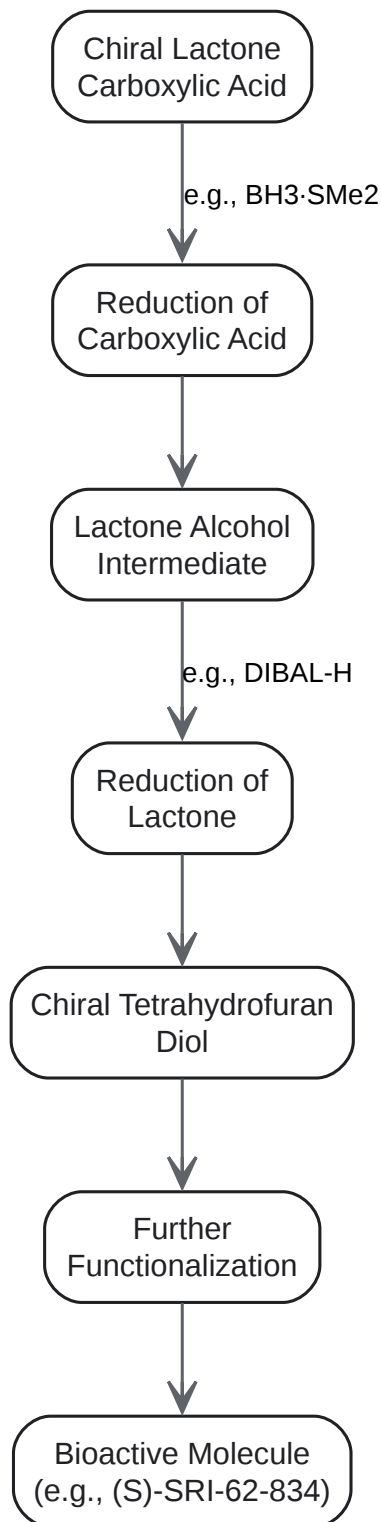 Chiral Lactone
Carboxylic Acid
e.g., BH3·SMe2
Reduction of
Carboxylic Acid
Lactone Alcohol
Intermediate
e.g., DIBAL-H
Reduction of
Lactone
Chiral Tetrahydrofuran
Diol
Further
Functionalization
Bioactive Molecule
(e.g., (S)-SRI-62-834)